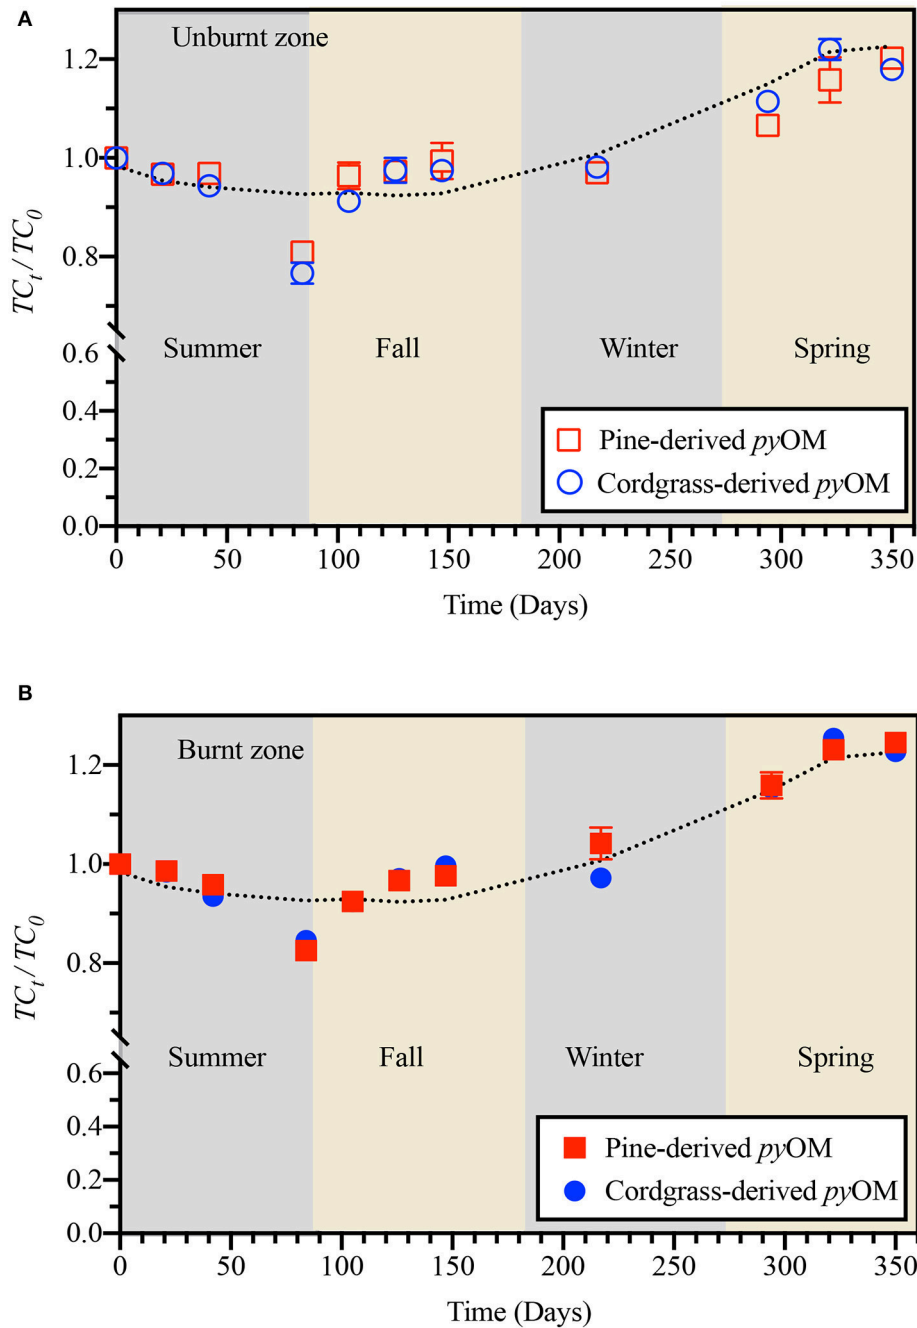 A
Unburnt zone
1.2
1.0
0.8
TCt / TC0
Summer Fall Winter Spring
0.6
0.4
0.2
0.0
Pine-derived pyOM
Cordgrass-derived pyOM
0 50 100 150 200 250 300 350
Time (Days)
B
Burnt zone
1.2
1.0
0.8
TCt / TC0
Summer Fall Winter Spring
0.6
0.4
0.2
0.0
Pine-derived pyOM
Cordgrass-derived pyOM
0 50 100 150 200 250 300 350
Time (Days)